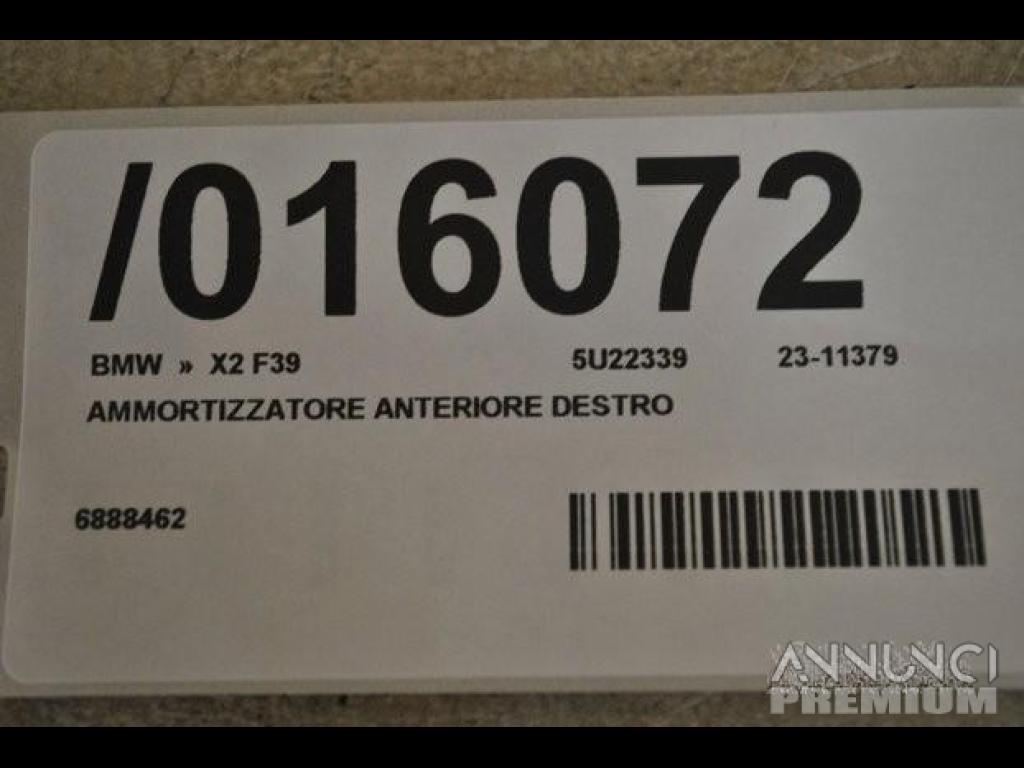 /016072
BMW » X2 F39 5U22339 23-11379
AMMORTIZZATORE ANTERIORE DESTRO
6888462
ANNUNCI
PREMIUM